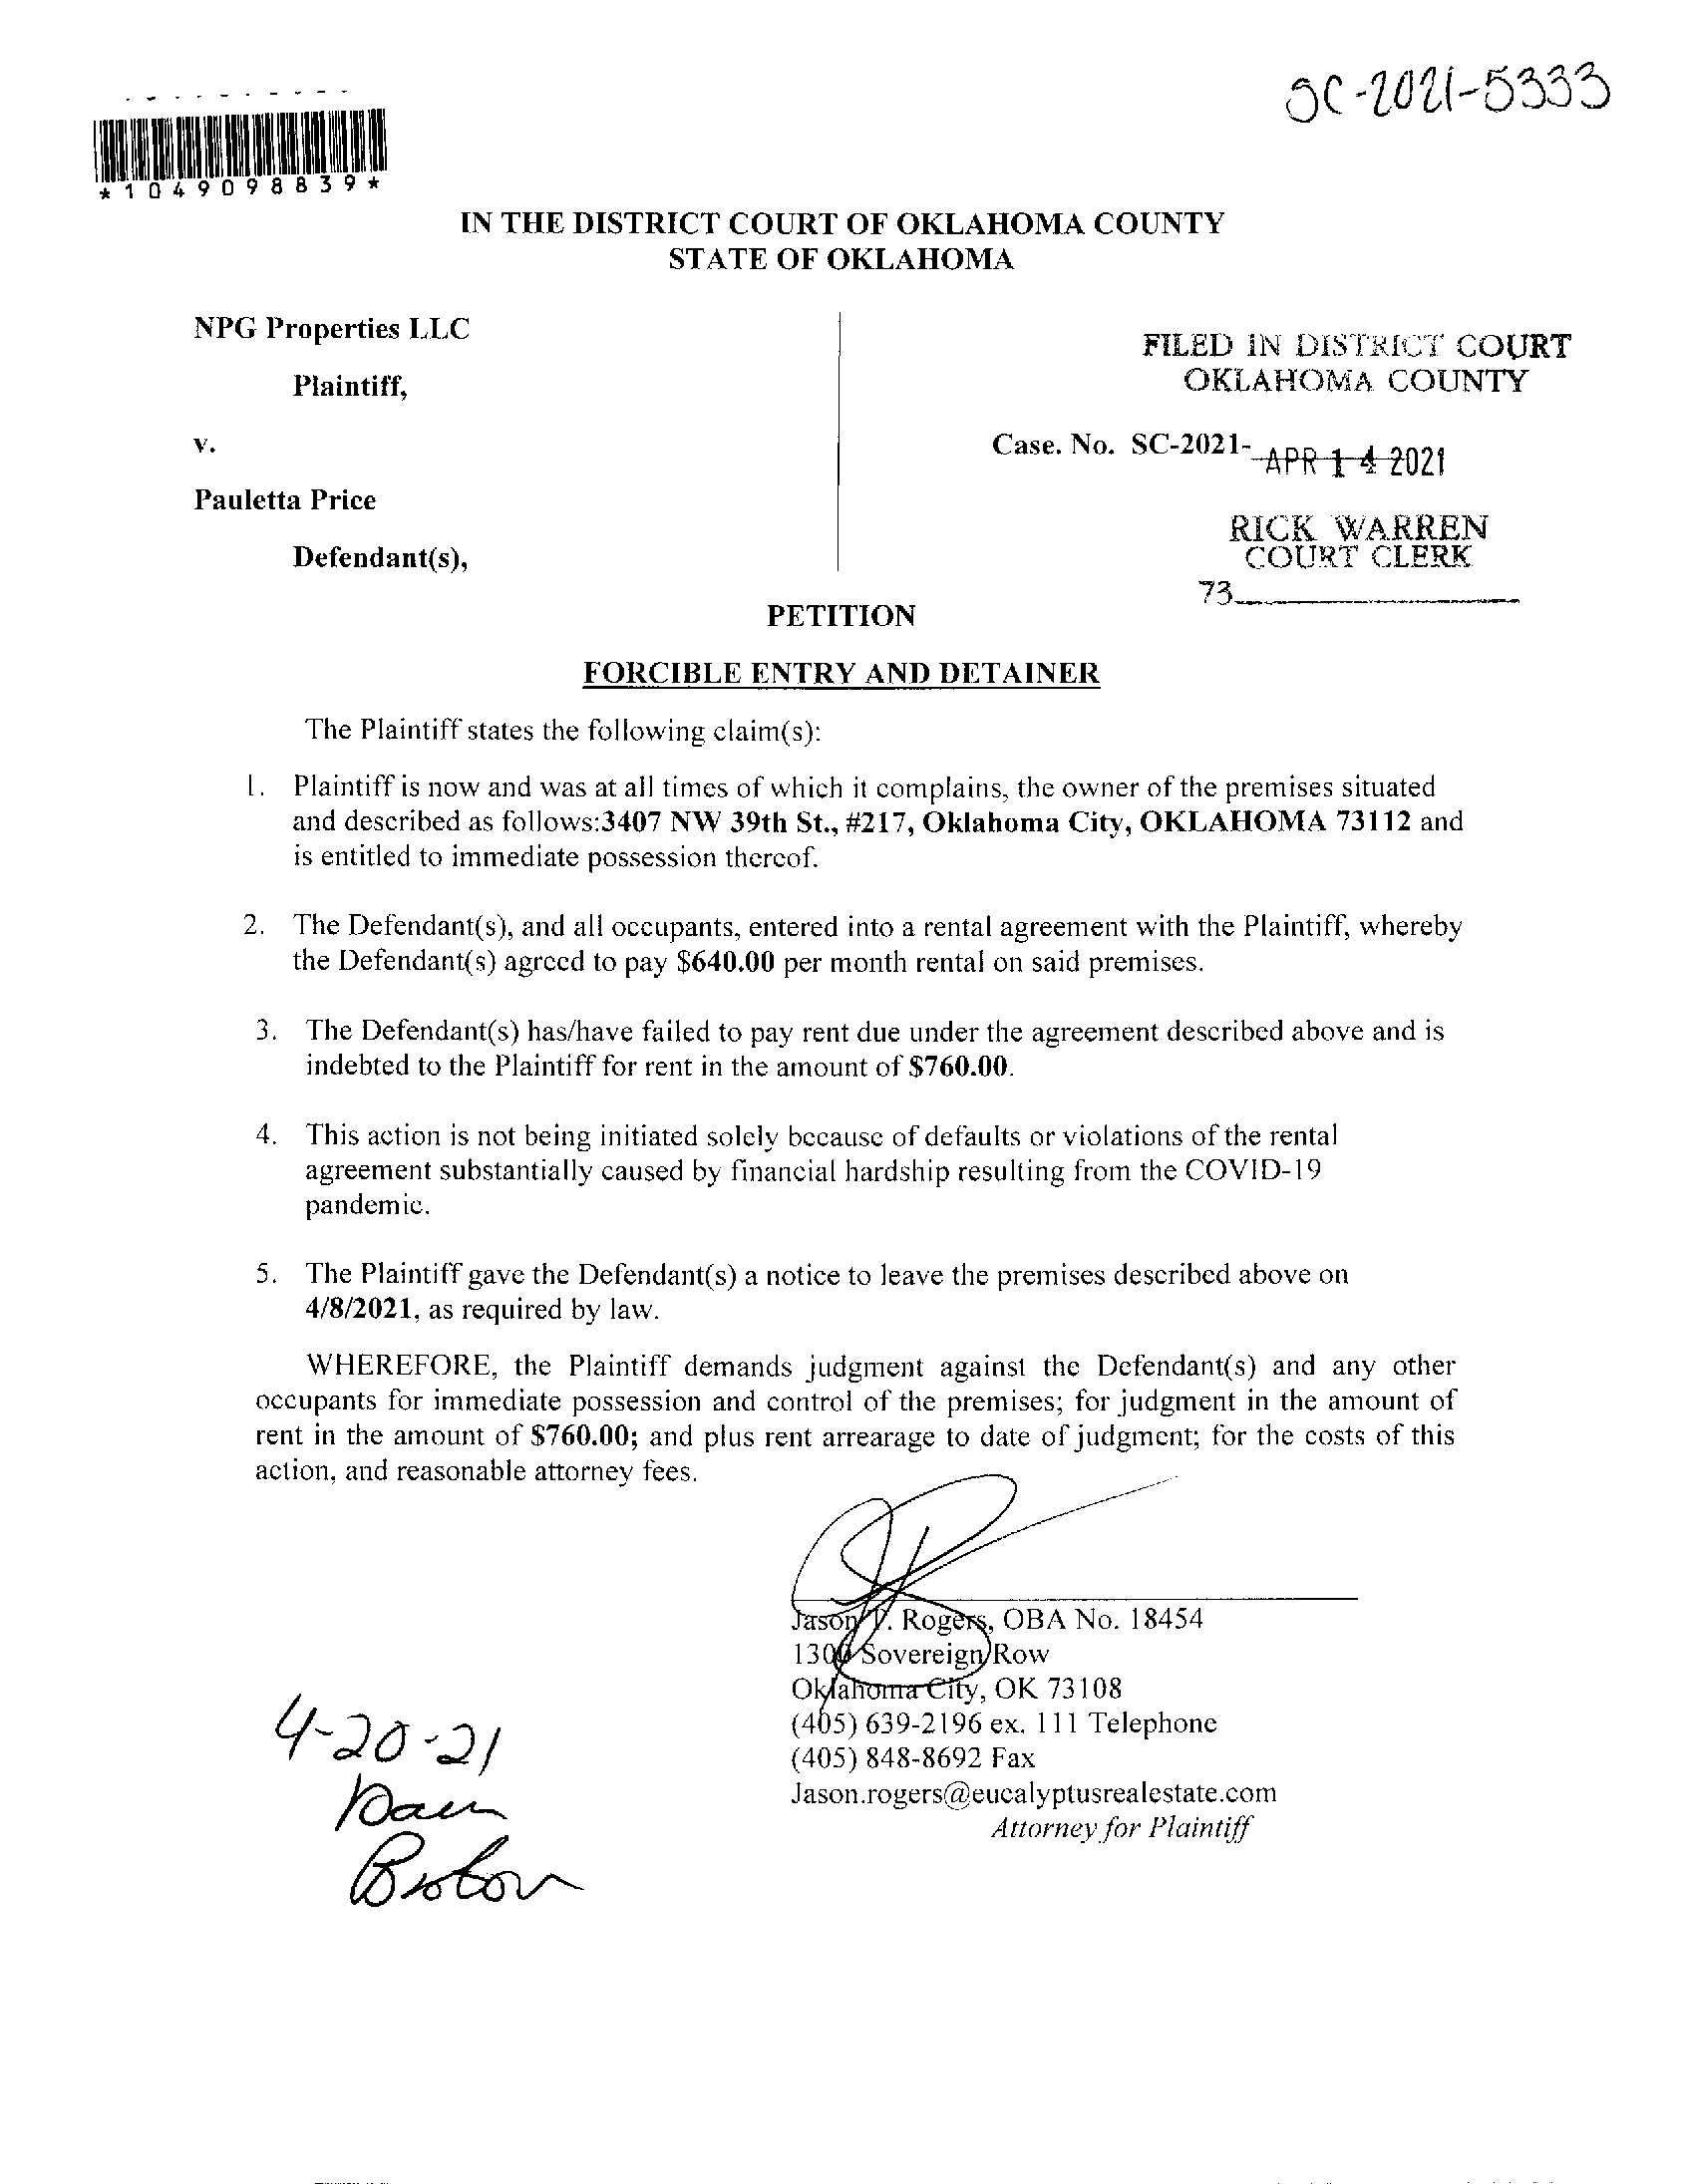 SC-2021-5333
*1049098839*
IN THE DISTRICT COURT OF OKLAHOMA COUNTY
STATE OF OKLAHOMA
NPG Properties LLC
Plaintiff,
v.
Pauletta Price
Defendant(s),
FILED IN DISTRICT COURT
OKLAHOMA COUNTY
Case. No. SC-2021-
APR 14 2021
RICK WARREN
COURT CLERK
73
PETITION
FORCIBLE ENTRY AND DETAINER
The Plaintiff states the following claim(s):
1. Plaintiff is now and was at all times of which it complains, the owner of the premises situated
and described as follows:3407 NW 39th St., #217, Oklahoma City, OKLAHOMA 73112 and
is entitled to immediate possession thereof.
2. The Defendant(s), and all occupants, entered into a rental agreement with the Plaintiff, whereby
the Defendant(s) agreed to pay $640.00 per month rental on said premises.
3. The Defendant(s) has/have failed to pay rent due under the agreement described above and is
indebted to the Plaintiff for rent in the amount of $760.00.
4. This action is not being initiated solely because of defaults or violations of the rental
agreement substantially caused by financial hardship resulting from the COVID-19
pandemic.
5. The Plaintiff gave the Defendant(s) a notice to leave the premises described above on
4/8/2021, as required by law.
WHEREFORE, the Plaintiff demands judgment against the Defendant(s) and any other
occupants for immediate possession and control of the premises; for judgment in the amount of
rent in the amount of $760.00; and plus rent arrearage to date of judgment; for the costs of this
action, and reasonable attorney fees.
Jason Rogers, OBA No. 18454
1300 Sovereign Row
Oklahoma City, OK 73108
(405) 639-2196 ex. 111 Telephone
(405) 848-8692 Fax
Jason.rogers@eucalyptusrealestate.com
Attorney for Plaintiff
4-20-21